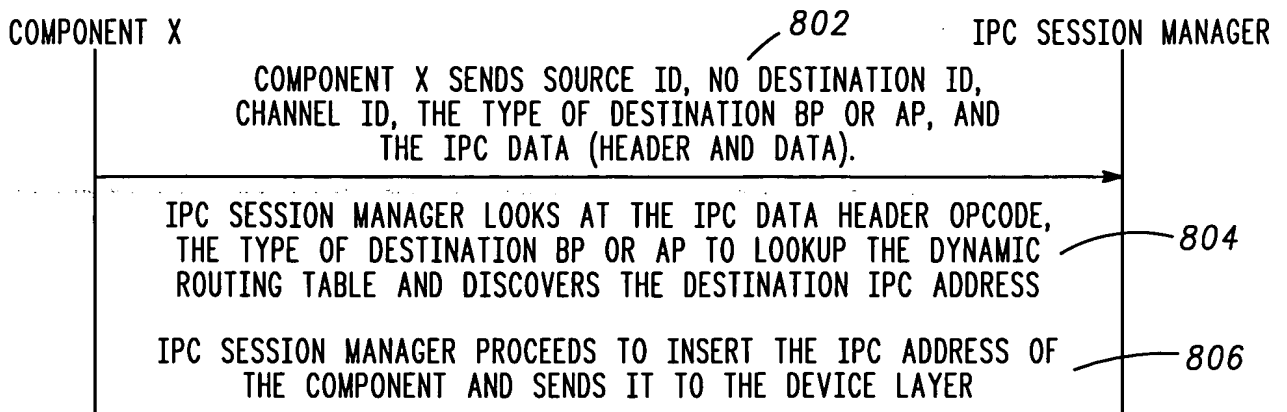 COMPONENT X
802
IPC SESSION MANAGER
COMPONENT X SENDS SOURCE ID, NO DESTINATION ID,
CHANNEL ID, THE TYPE OF DESTINATION BP OR AP, AND
THE IPC DATA (HEADER AND DATA).
IPC SESSION MANAGER LOOKS AT THE IPC DATA HEADER OPCODE,
THE TYPE OF DESTINATION BP OR AP TO LOOKUP THE DYNAMIC
804
ROUTING TABLE AND DISCOVERS THE DESTINATION IPC ADDRESS
IPC SESSION MANAGER PROCEEDS TO INSERT THE IPC ADDRESS OF
806
THE COMPONENT AND SENDS IT TO THE DEVICE LAYER